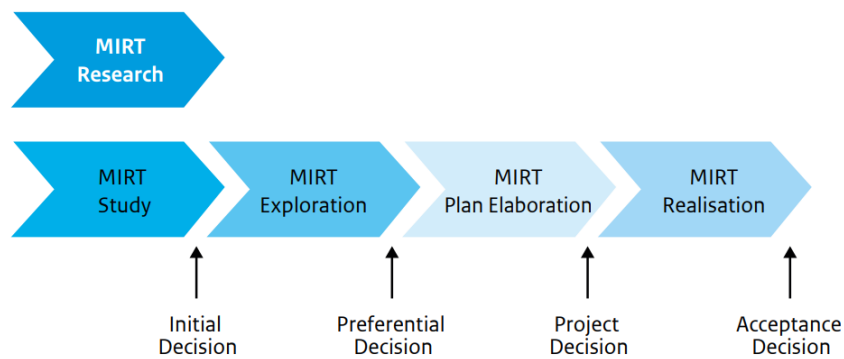 MIRT
Research
MIRT
Study
MIRT
Exploration
MIRT
Plan Elaboration
MIRT
Realisation
Initial
Decision
Preferential
Decision
Project
Decision
Acceptance
Decision